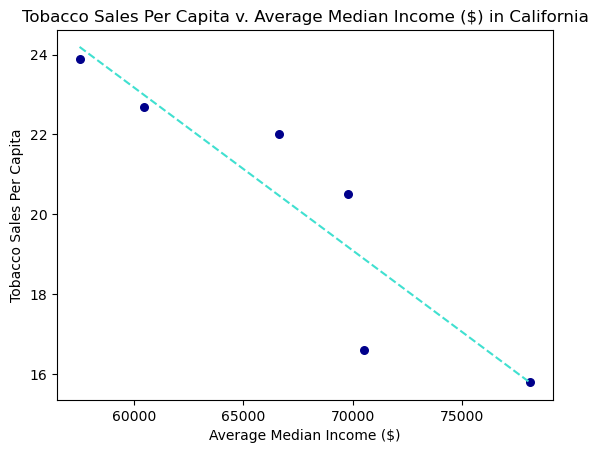 Tobacco Sales Per Capita v. Average Median Income ($) in California
24
22
20
18
16
Tobacco Sales Per Capita
60000 65000 70000 75000
Average Median Income ($)